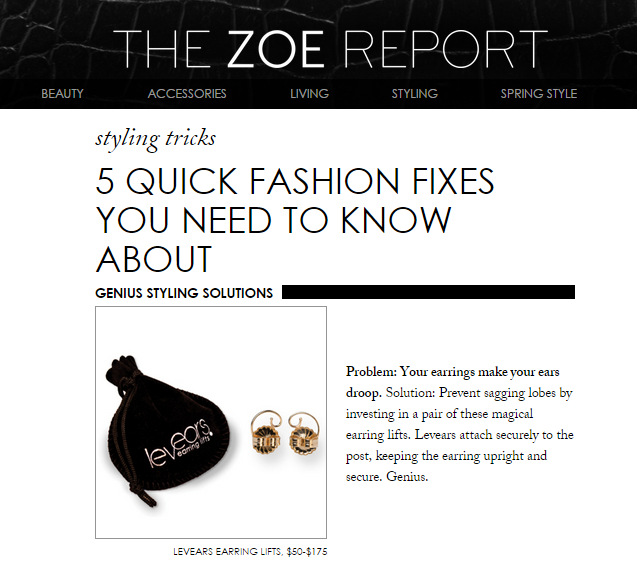 THE ZOE REPORT
BEAUTY ACCESSORIES LIVING STYLING SPRING STYLE
styling tricks
5 QUICK FASHION FIXES
YOU NEED TO KNOW
ABOUT
GENIUS STYLING SOLUTIONS
levears
earring lifts
Problem: Your earrings make your ears
droop. Solution: Prevent sagging lobes by
investing in a pair of these magical
earring lifts. Levears attach securely to the
post, keeping the earring upright and
secure. Genius.
LEVEARS EARRING LIFTS, $50-$175